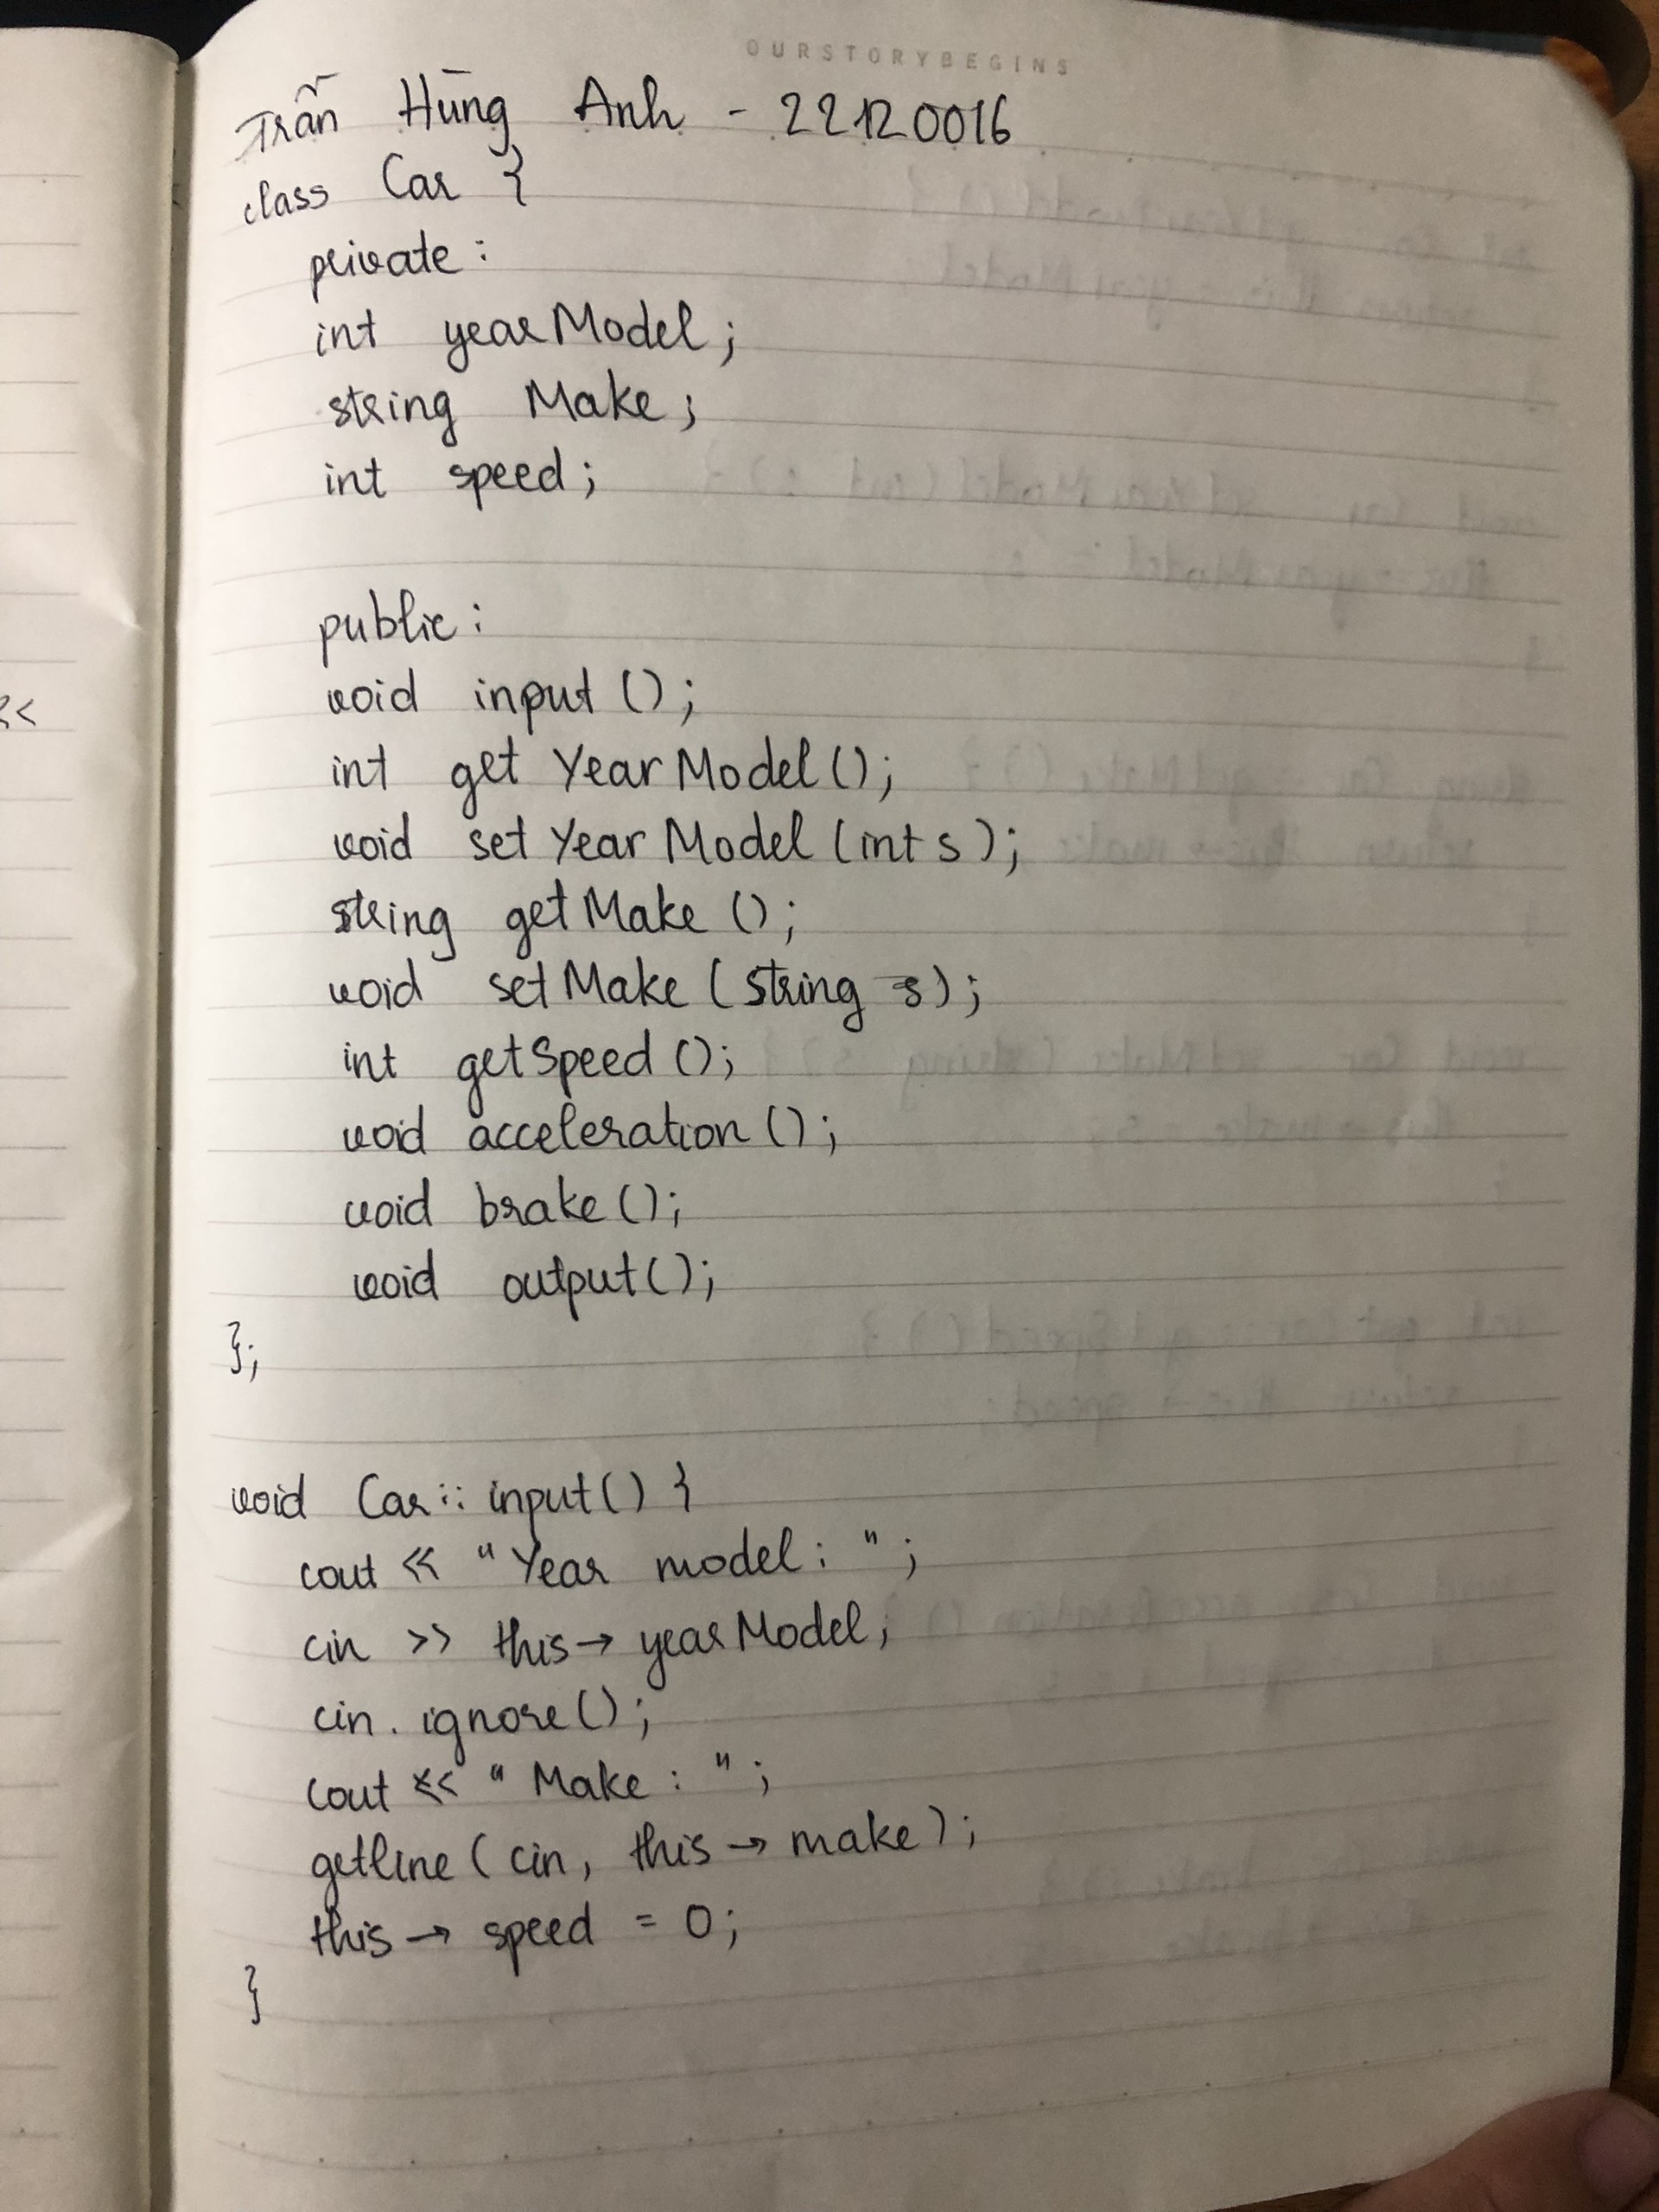 OURSTORYBEGINS
Trần Hùng Anh - 22120016
class Car {
private:
int yearModel;
string Make;
int speed;
public:
void input();
int getYearModel();
void setYearModel(int s);
string getMake();
void setMake(string s);
int getSpeed();
void acceleration();
void brake();
void output();
};
void Car::input() {
cout << "Year model: ";
cin >> this→yearModel;
cin.ignore();
cout << "Make: ";
getline(cin, this→make);
this→speed = 0;
}